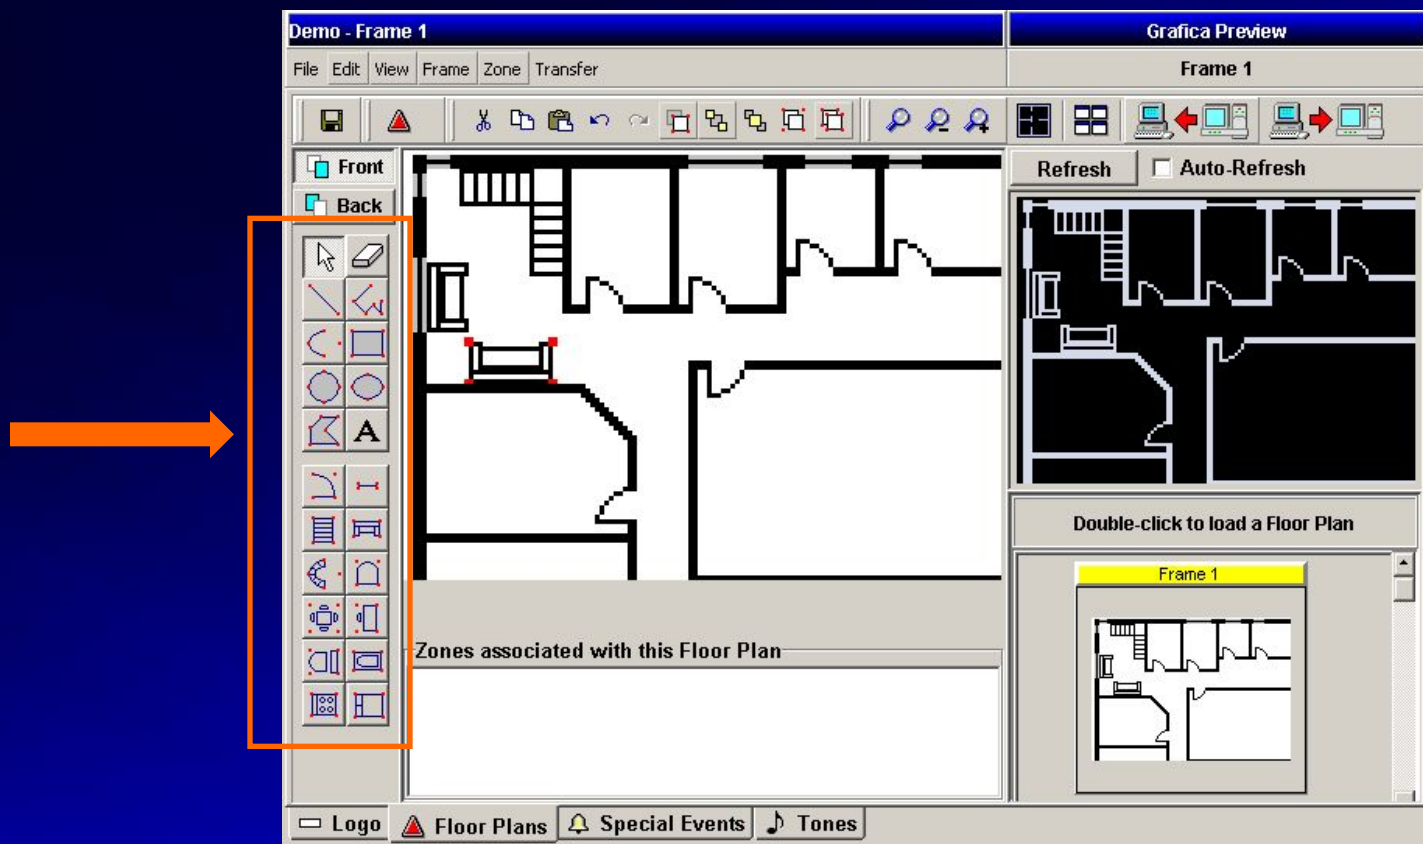 Demo - Frame 1
Grafica Preview
File Edit View Frame Zone Transfer
Frame 1
Front
Refresh Auto-Refresh
Back
A
Double-click to load a Floor Plan
Frame 1
Zones associated with this Floor Plan
Logo Floor Plans Special Events Tones